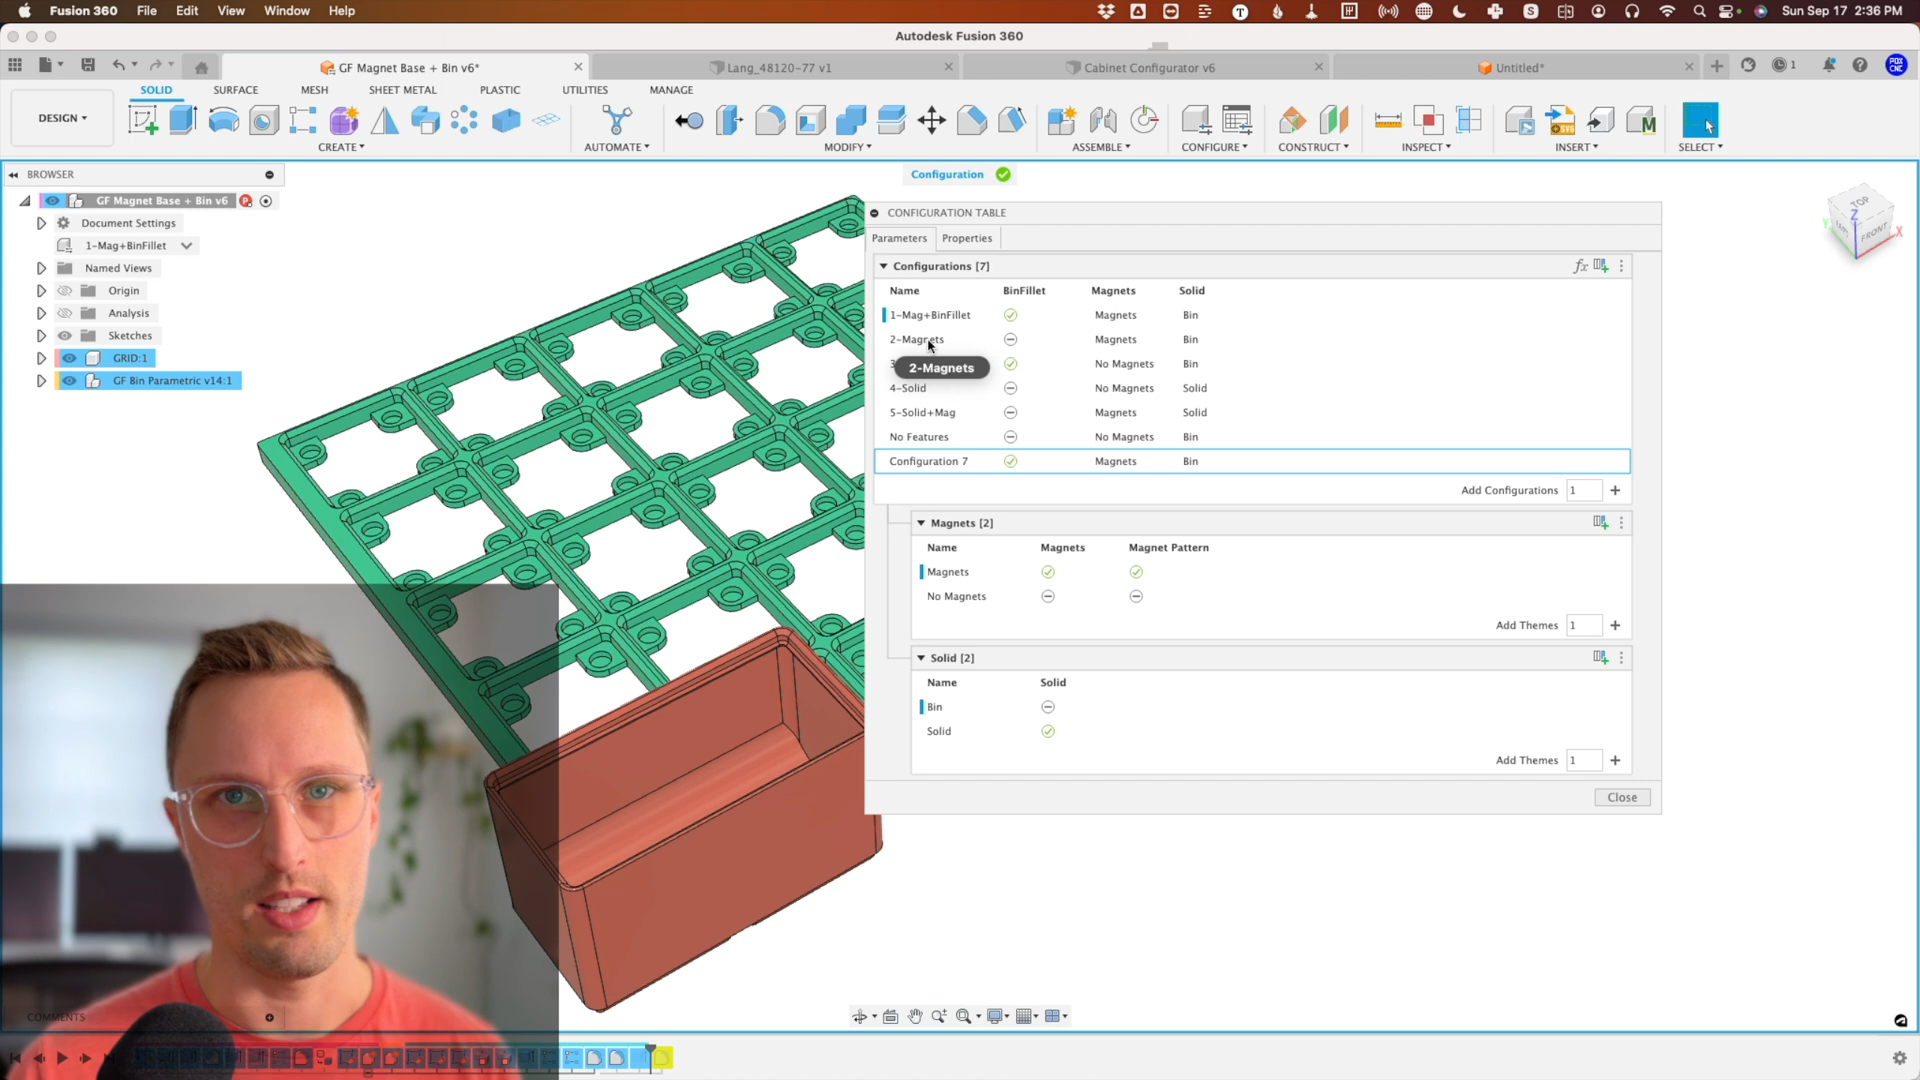 Fusion 360 File Edit View Window Help
Sun Sep 17 2:36 PM
Autodesk Fusion 360
GF Magnet Base + Bin v6*
Lang_48120-77 v1
Cabinet Configurator v6
Untitled*
1
SOLID SURFACE MESH SHEET METAL PLASTIC UTILITIES MANAGE
DESIGN
CREATE AUTOMATE MODIFY ASSEMBLE CONFIGURE CONSTRUCT INSPECT INSERT SELECT
BROWSER
GF Magnet Base + Bin v6
Document Settings
1-Mag+BinFillet
Named Views
Origin
Analysis
Sketches
GRID:1
GF Bin Parametric v14:1
Configuration
CONFIGURATION TABLE
Parameters Properties
Configurations [7]
Name BinFillet Magnets Solid
1-Mag+BinFillet Magnets Bin
2-Magnets Magnets Bin
2-Magnets
3 No Magnets Bin
4-Solid No Magnets Solid
5-Solid+Mag Magnets Solid
No Features No Magnets Bin
Configuration 7 Magnets Bin
Add Configurations 1
Magnets [2]
Name Magnets Magnet Pattern
Magnets
No Magnets
Add Themes 1
Solid [2]
Name Solid
Bin
Solid
Add Themes 1
Close
TOP
FRONT
Z
X
Y
COMMENTS